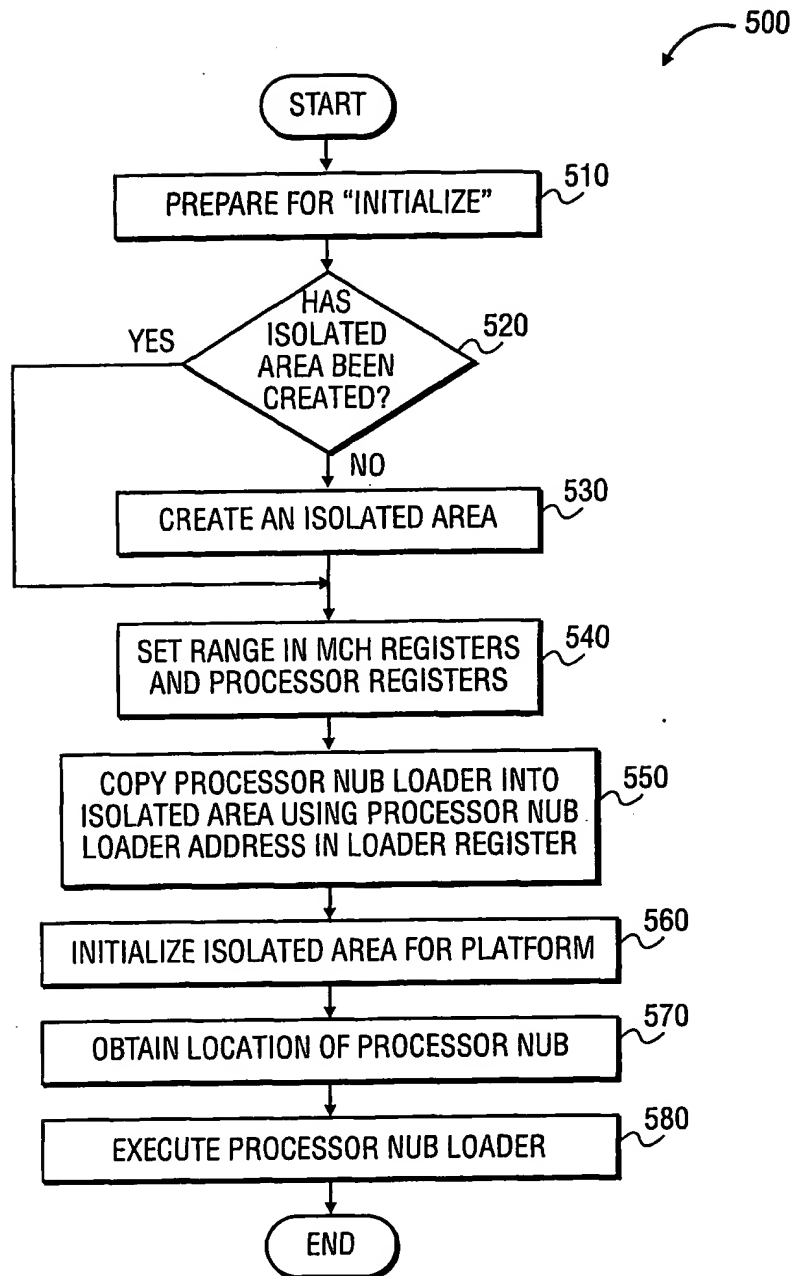 500
START
PREPARE FOR "INITIALIZE"
510
HAS
ISOLATED
AREA BEEN
CREATED?
520
YES
NO
CREATE AN ISOLATED AREA
530
SET RANGE IN MCH REGISTERS
AND PROCESSOR REGISTERS
540
COPY PROCESSOR NUB LOADER INTO
ISOLATED AREA USING PROCESSOR NUB
LOADER ADDRESS IN LOADER REGISTER
550
INITIALIZE ISOLATED AREA FOR PLATFORM
560
OBTAIN LOCATION OF PROCESSOR NUB
570
EXECUTE PROCESSOR NUB LOADER
580
END